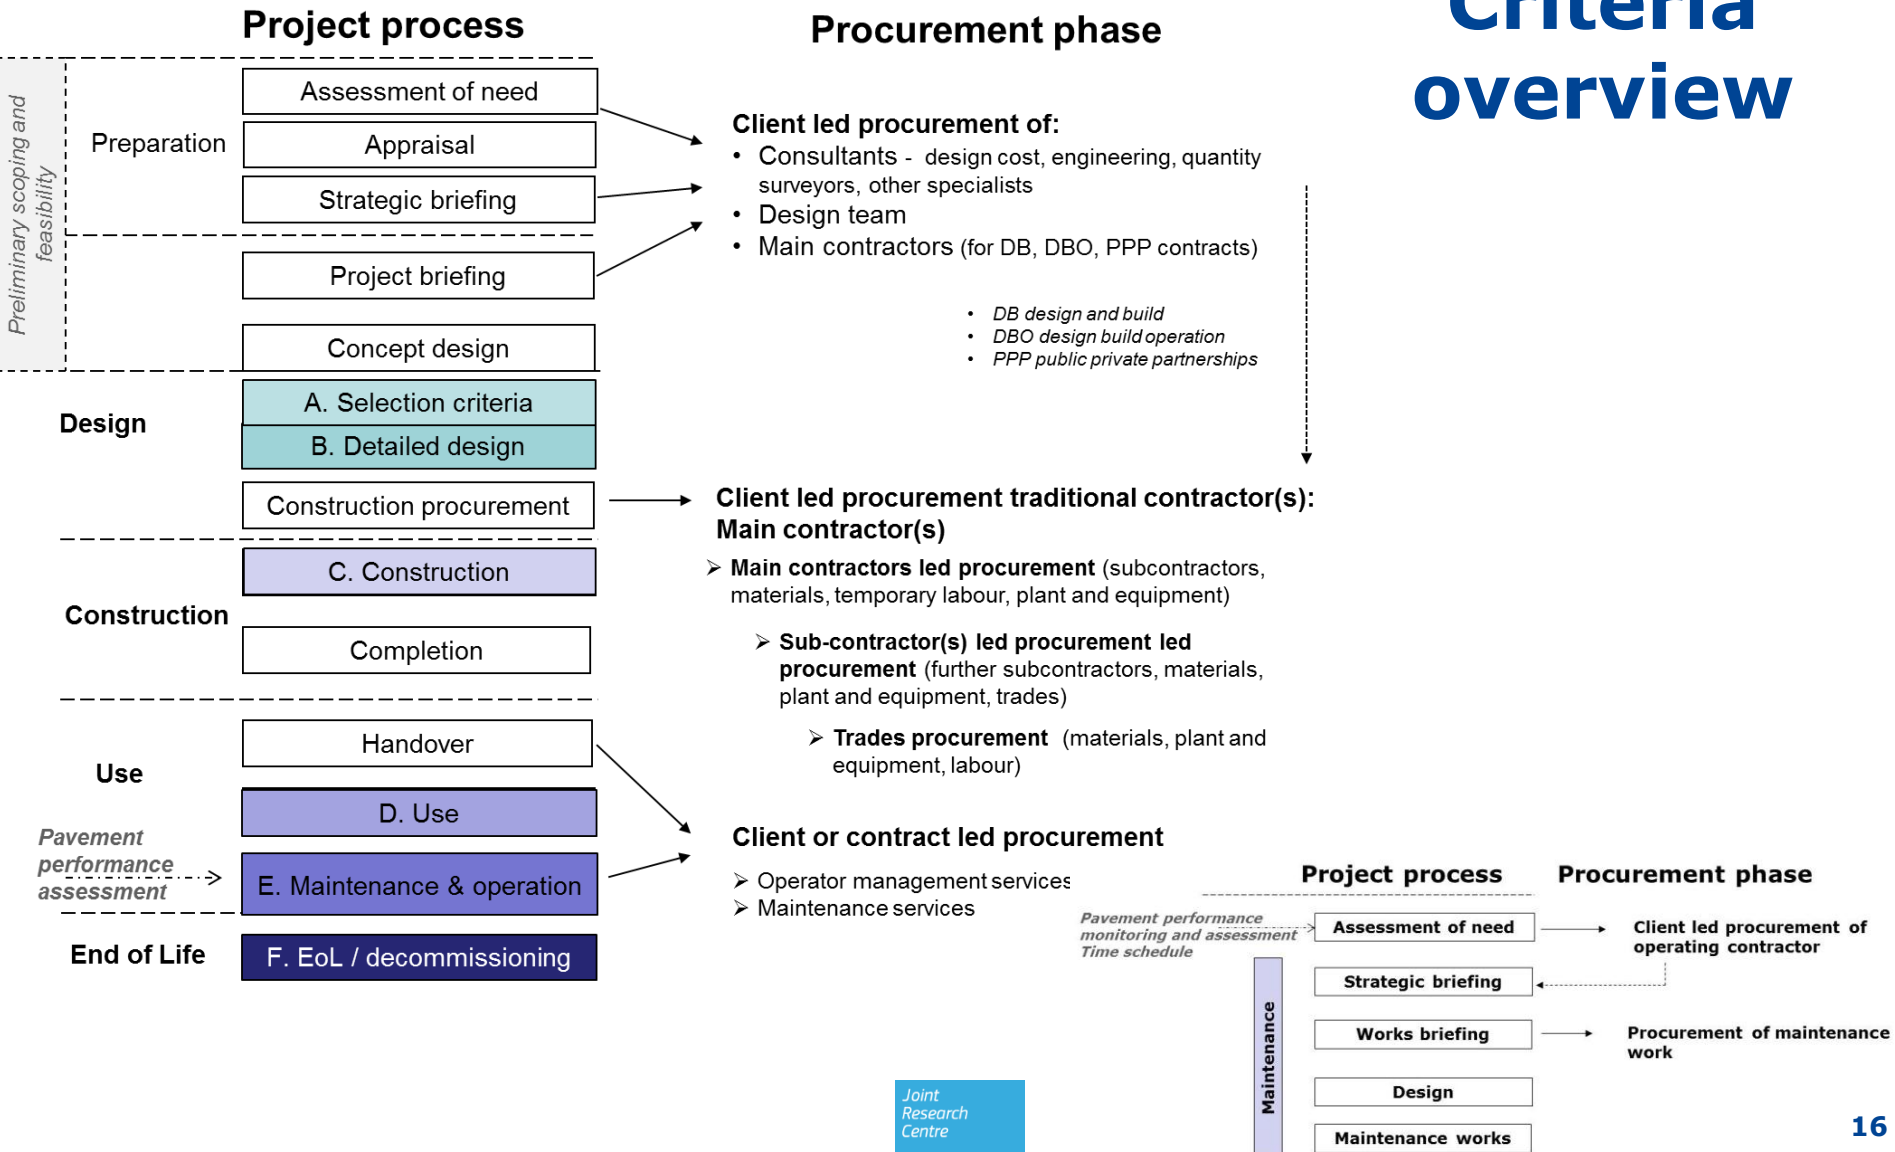 Criteria
overview
Project process
Procurement phase
Preliminary scoping and
feasibility
Preparation
Assessment of need
Appraisal
Strategic briefing
Project briefing
Concept design
Design
A. Selection criteria
B. Detailed design
Construction procurement
Construction
C. Construction
Completion
Use
Handover
D. Use
Pavement
performance
assessment
E. Maintenance & operation
End of Life
F. EoL / decommissioning
Client led procurement of:
• Consultants - design cost, engineering, quantity
surveyors, other specialists
• Design team
• Main contractors (for DB, DBO, PPP contracts)
• DB design and build
• DBO design build operation
• PPP public private partnerships
Client led procurement traditional contractor(s):
Main contractor(s)
➢ Main contractors led procurement (subcontractors,
materials, temporary labour, plant and equipment)
➢ Sub-contractor(s) led procurement led
procurement (further subcontractors, materials,
plant and equipment, trades)
➢ Trades procurement (materials, plant and
equipment, labour)
Client or contract led procurement
➢ Operator management services
➢ Maintenance services
Project process
Procurement phase
Pavement performance
monitoring and assessment
Time schedule
Assessment of need
Client led procurement of
operating contractor
Strategic briefing
Maintenance
Works briefing
Procurement of maintenance
work
Design
Maintenance works
Joint
Research
Centre
16